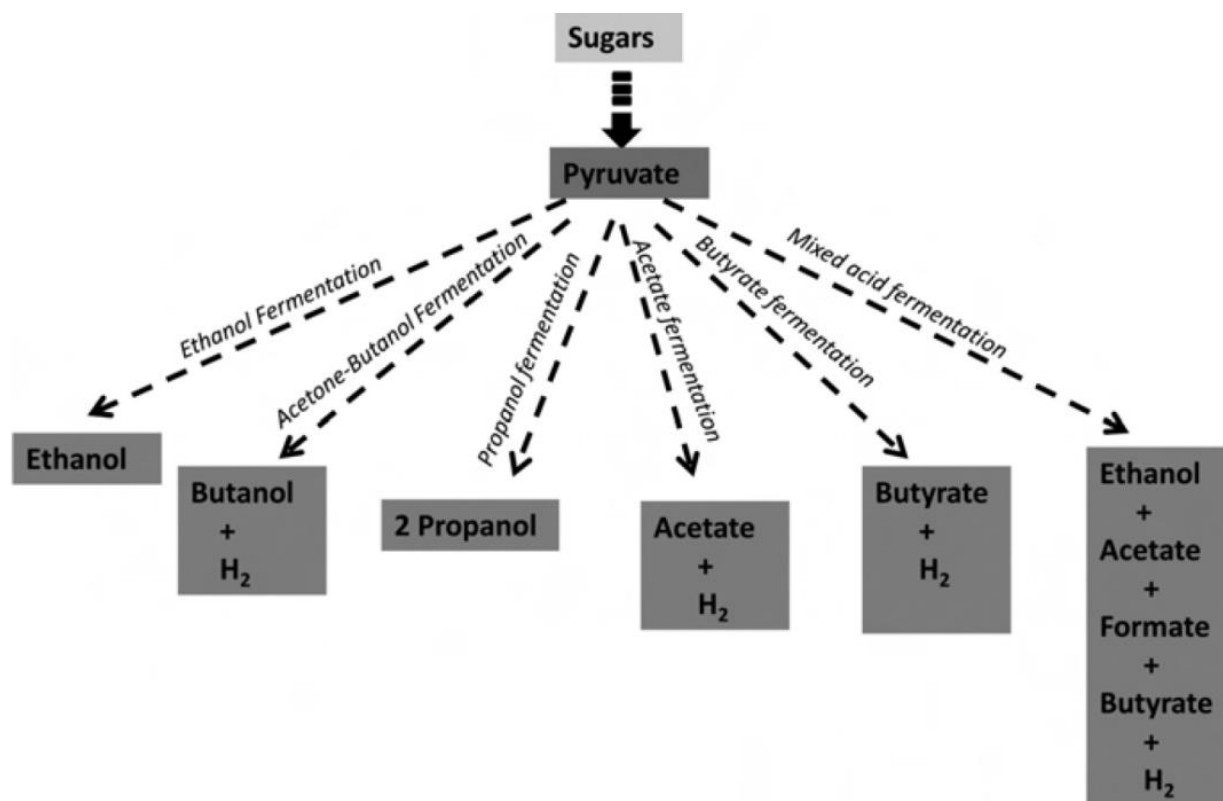 Sugars
Pyruvate
Ethanol Fermentation
Acetone-Butanol Fermentation
Propanol fermentation
Acetate fermentation
Butyrate fermentation
Mixed acid fermentation
Ethanol
Butanol
+
H₂
2 Propanol
Acetate
+
H₂
Butyrate
+
H₂
Ethanol
+
Acetate
+
Formate
+
Butyrate
+
H₂